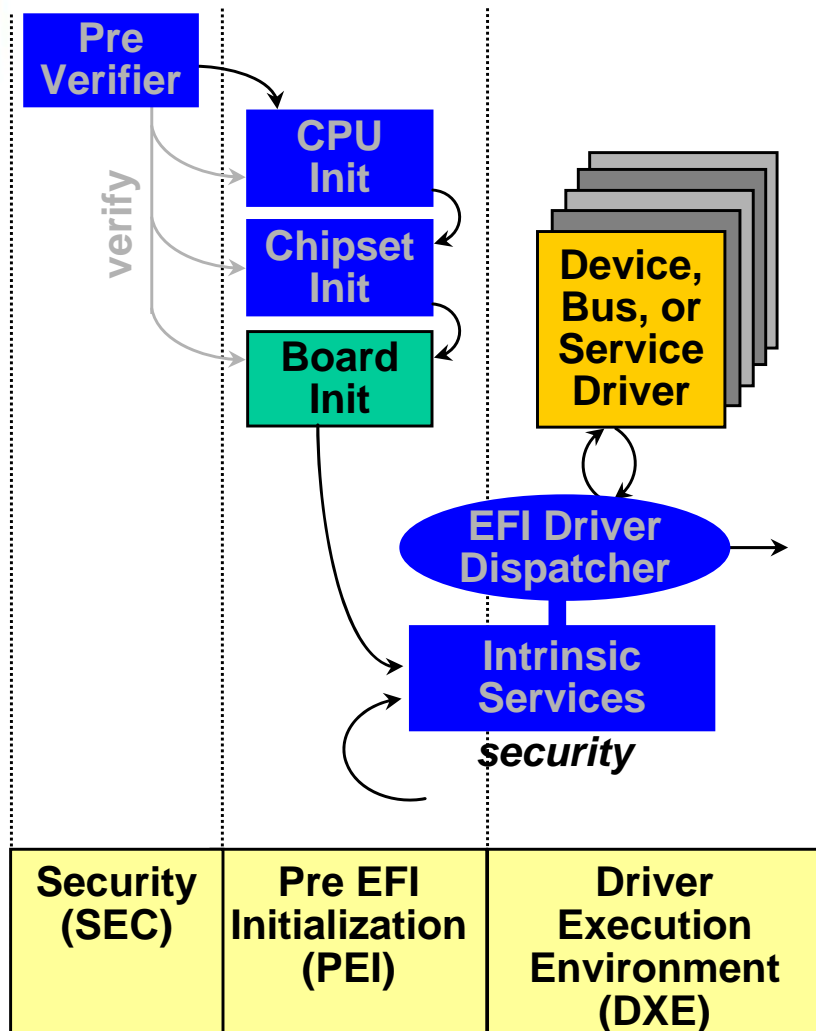 Pre
Verifier
CPU
Init
verify
Chipset
Init
Board
Init
Device,
Bus, or
Service
Driver
EFI Driver
Dispatcher
Intrinsic
Services
security
Security
(SEC)
Pre EFI
Initialization
(PEI)
Driver
Execution
Environment
(DXE)